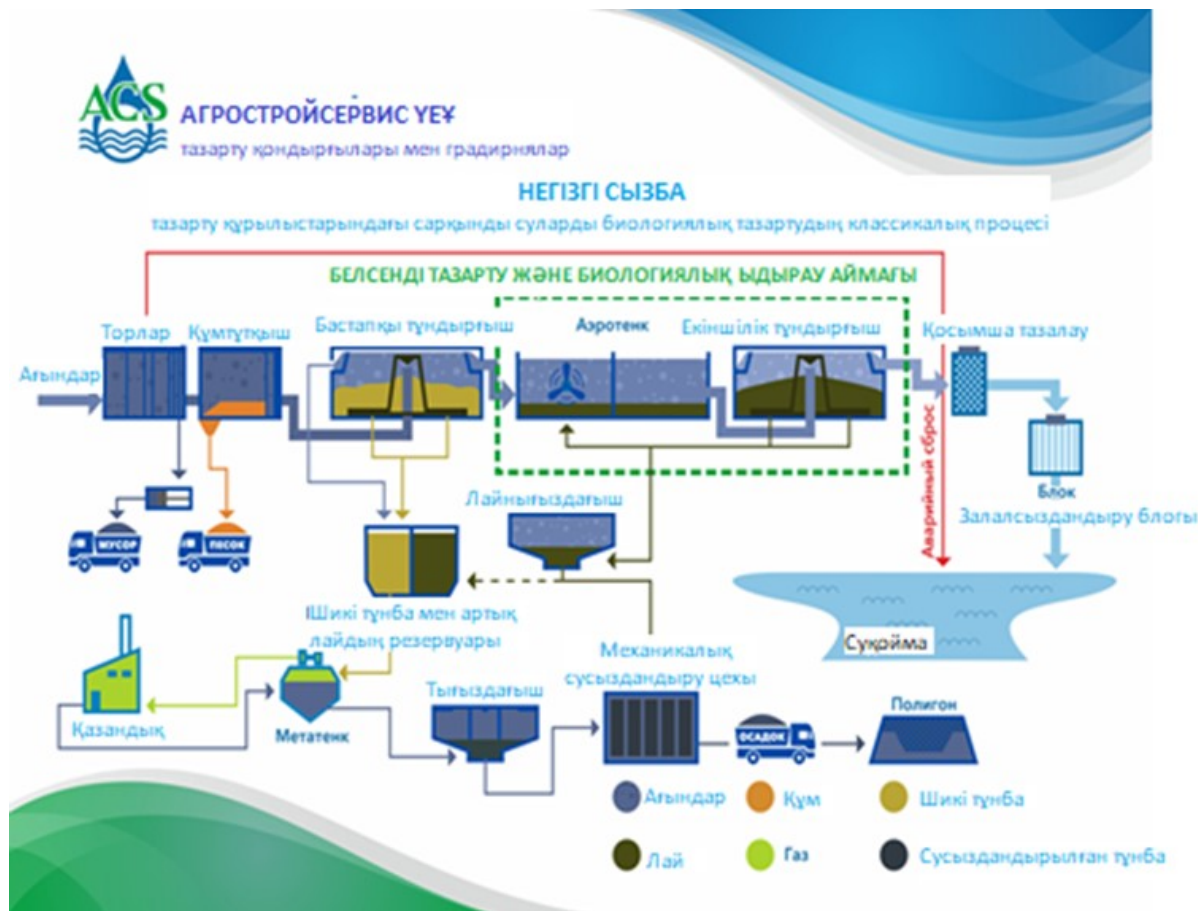 ACS
АГРОСТРОЙСЕРВИС ҮЕҰ
тазарту қондырғылары мен градирнялар
НЕГІЗГІ СЫЗБА
тазарту құрылыстарындағы сарқынды суларды биологиялық тазартудың классикалық процесі
БЕЛСЕНДІ ТАЗАРТУ ЖӘНЕ БИОЛОГИЯЛЫҚ ЫДЫРАУ АЙМАҒЫ
Торлар
Құмтұтқыш
Бастапқы тұндырғыш
Аэротенк
Екіншілік тұндырғыш
Қосымша тазалау
Ағындар
Аварийный сброс
Блок
Залалсыздандыру блогы
Лайнығыздағыш
МУСОР
ПЕСОК
Шикі тұнба мен артық
лайдың резервуары
Суқойма
Механикалық
сусыздандыру цехы
Тығыздағыш
Қазандық
Метатенк
ОСАДОК
Полигон
Ағындар
Құм
Шикі тұнба
Лай
Газ
Сусыздандырылған тұнба